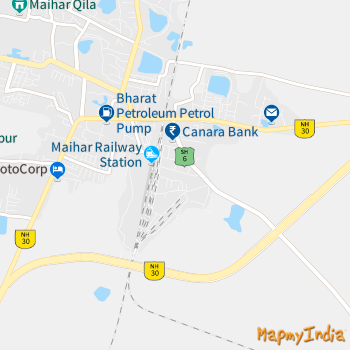 Maihar Qila
Bharat
Petroleum Petrol
Pump
Canara Bank
NH
30
pur
Maihar Railway
Station
SH
6
otoCorp
NH
30
NH
30
MapmyIndia